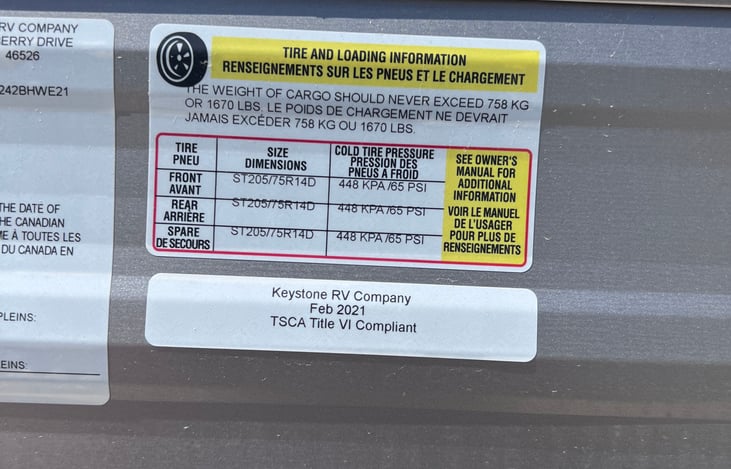 RV COMPANY
ERRY DRIVE
46526
242BHWE21
THE DATE OF
HE CANADIAN
E À TOUTES LES
DU CANADA EN
PLEINS:
EINS:
TIRE AND LOADING INFORMATION
RENSEIGNEMENTS SUR LES PNEUS ET LE CHARGEMENT
THE WEIGHT OF CARGO SHOULD NEVER EXCEED 758 KG
OR 1670 LBS. LE POIDS DE CHARGEMENT NE DEVRAIT
JAMAIS EXCÉDER 758 KG OU 1670 LBS.
TIRE
PNEU
SIZE
DIMENSIONS
COLD TIRE PRESSURE
PRESSION DES
PNEUS A FROID
FRONT
AVANT
ST205/75R14D
448 KPA /65 PSI
REAR
ARRIÈRE
ST205/75R14D
448 KPA /65 PSI
SPARE
DE SECOURS
ST205/75R14D
448 KPA /65 PSI
SEE OWNER'S
MANUAL FOR
ADDITIONAL
INFORMATION
VOIR LE MANUEL
DE L'USAGER
POUR PLUS DE
RENSEIGNEMENTS
Keystone RV Company
Feb 2021
TSCA Title VI Compliant